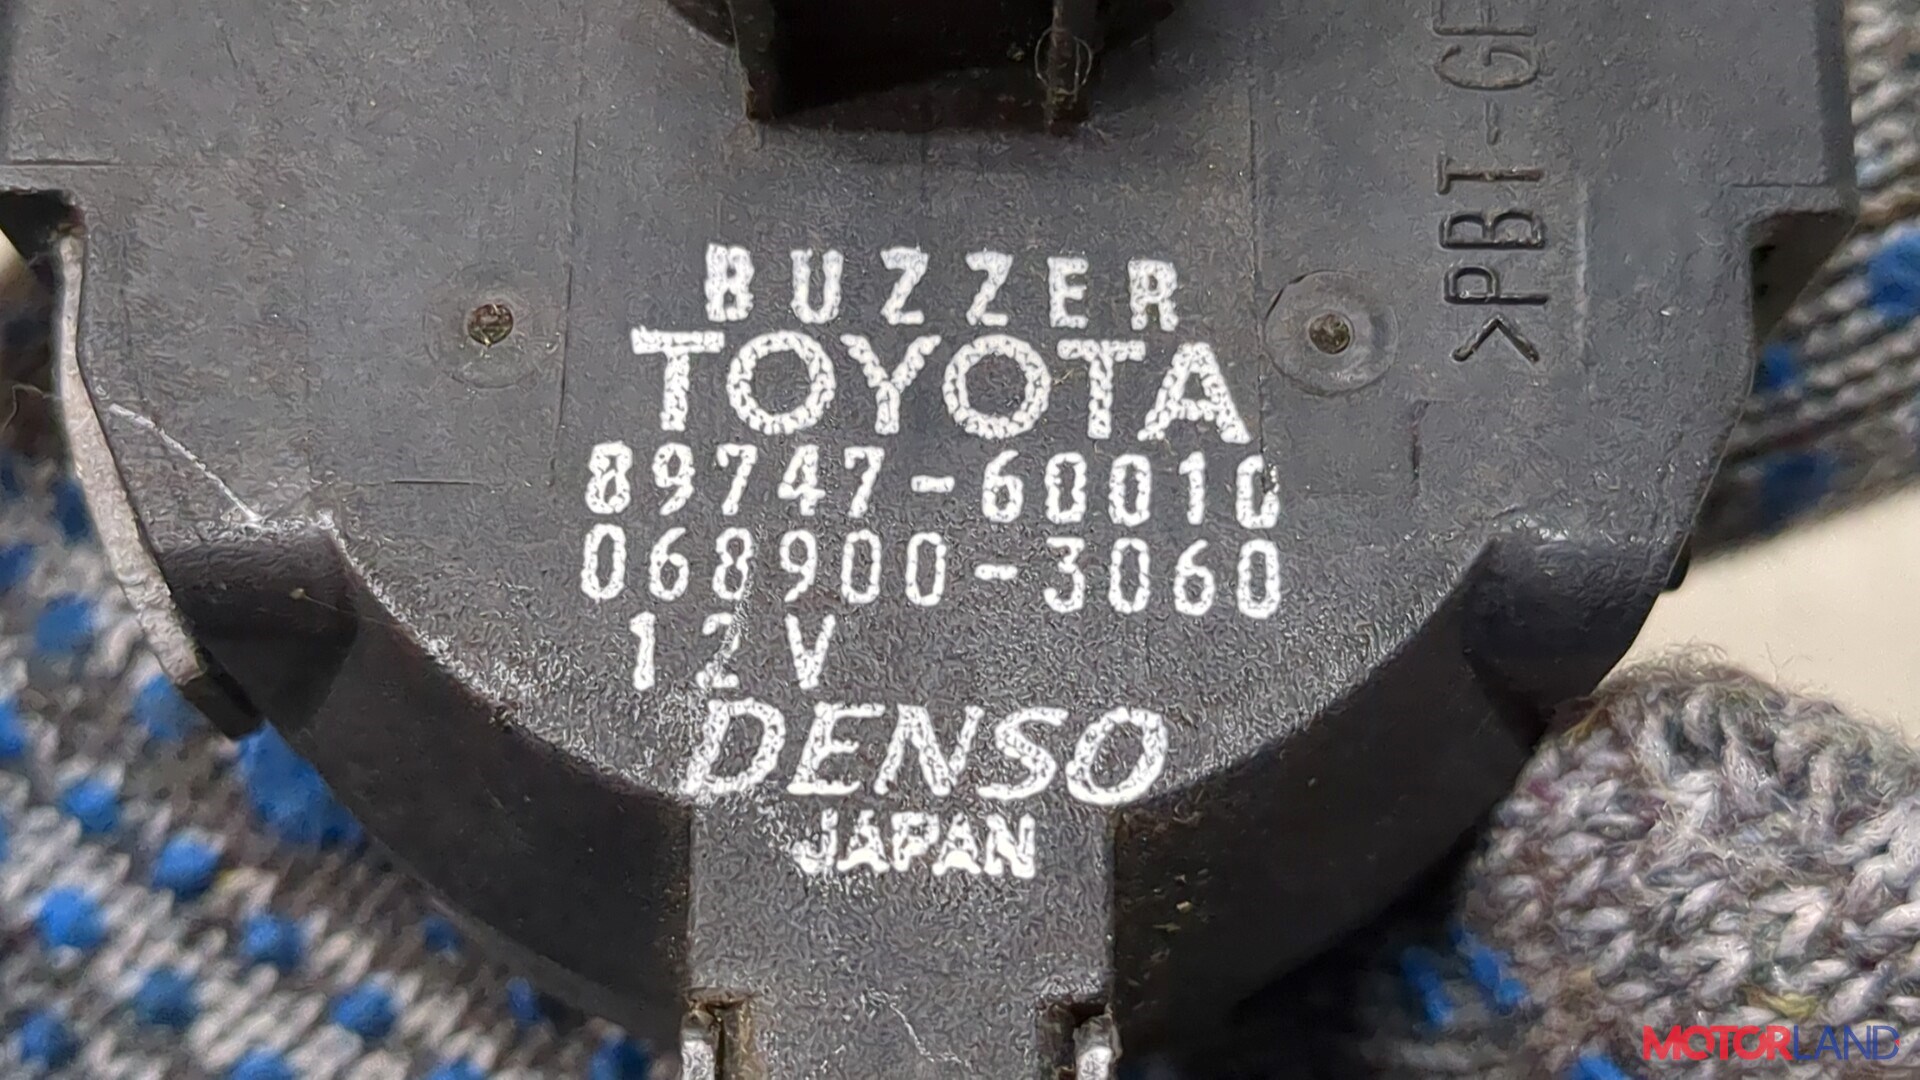 BUZZER
TOYOTA
89747-60010
068900-3060
12V
DENSO
JAPAN
>PBT-GF
MOTORLAND